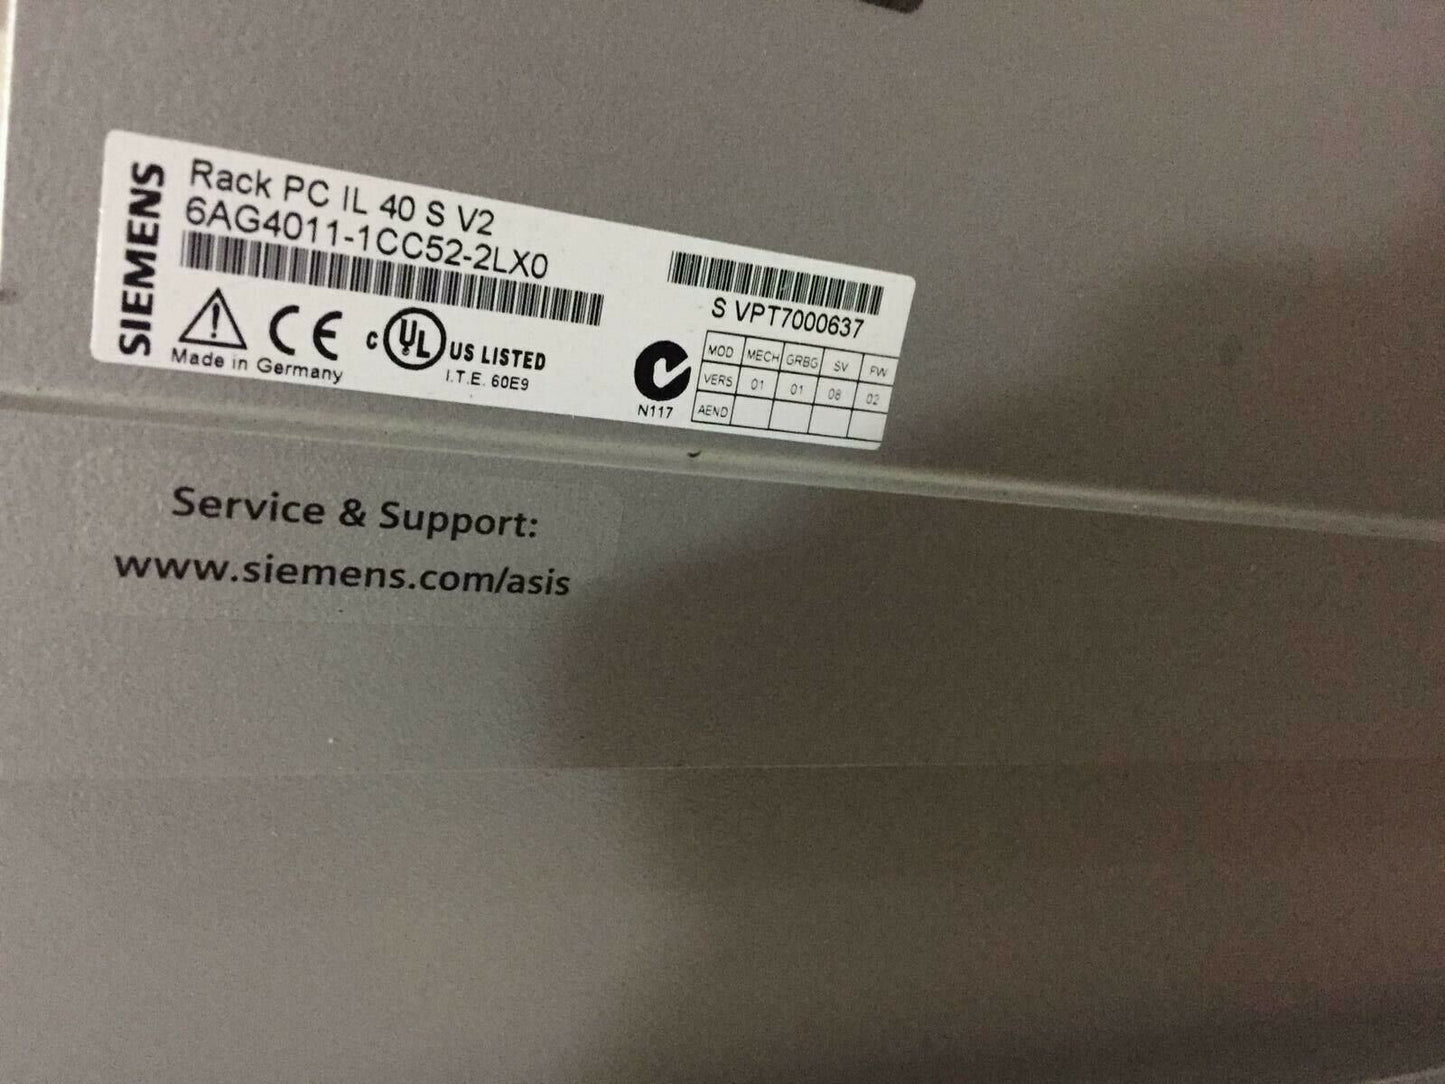 SIEMENS
Rack PC IL 40 S V2
6AG4011-1CC52-2LX0
S VPT7000637
CE
c UL US LISTED
I.T.E. 60E9
Made in Germany
N117
MOD MECH GRBG SV FW
VERS 01 01 08 02
AEND
Service & Support:
www.siemens.com/asis